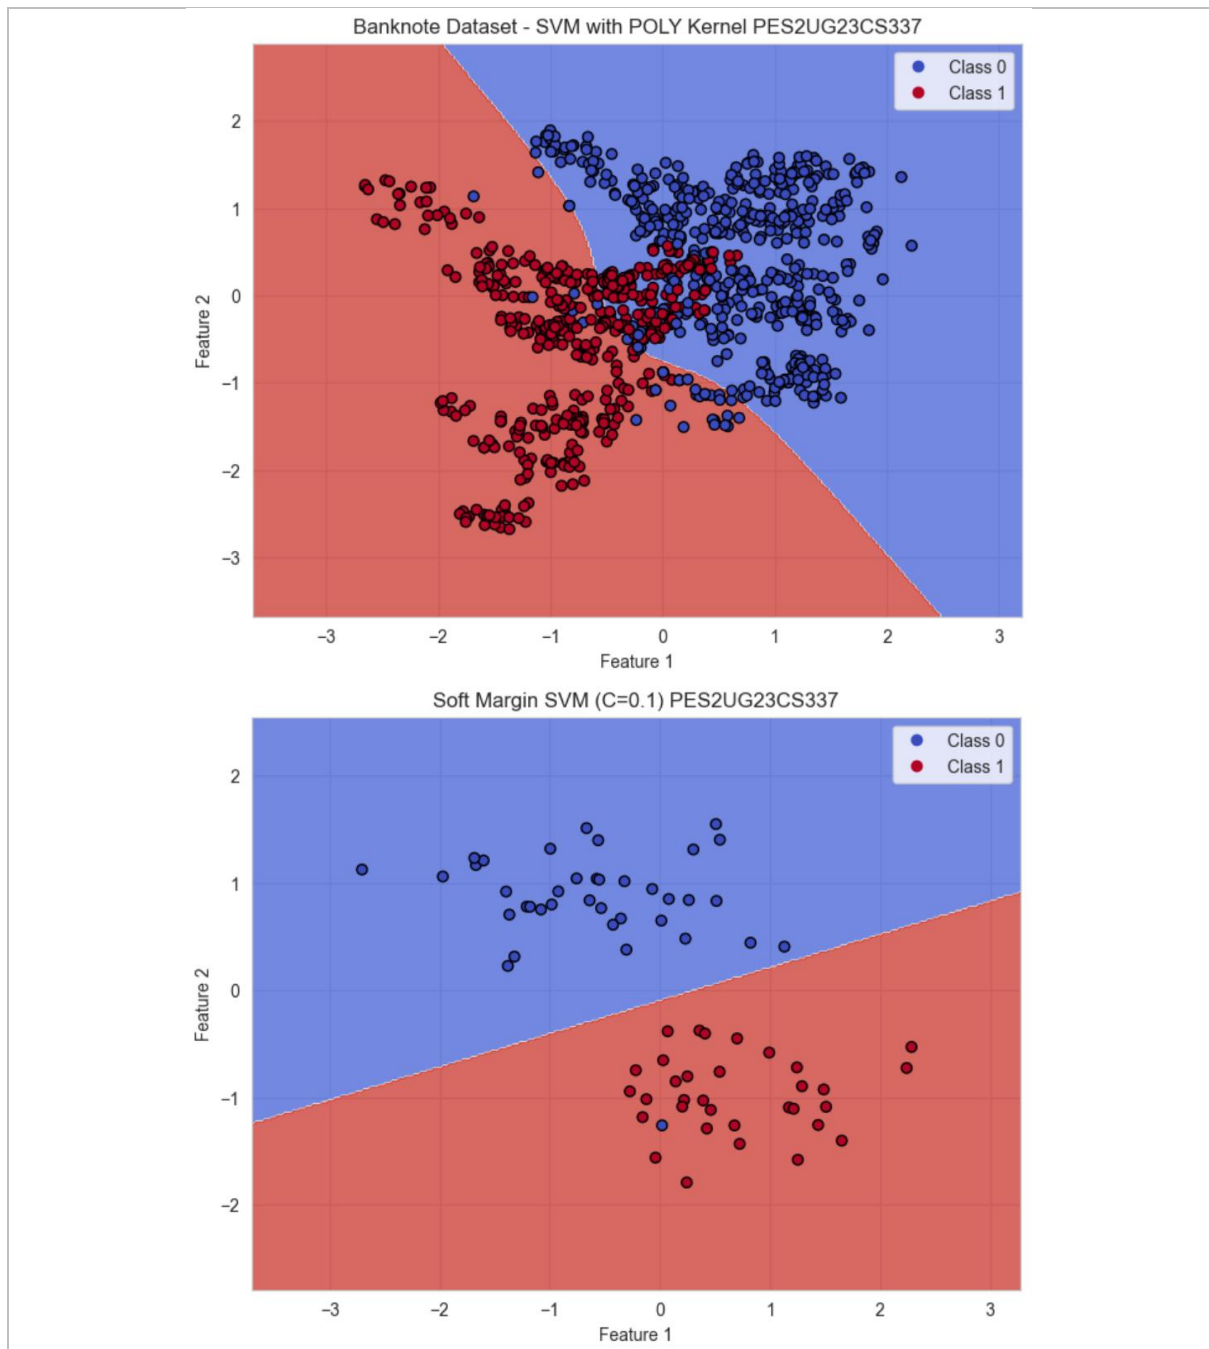 Banknote Dataset - SVM with POLY Kernel PES2UG23CS337
Class 0
Class 1
2
1
0
−1
−2
−3
Feature 2
−3 −2 −1 0 1 2 3
Feature 1
Soft Margin SVM (C=0.1) PES2UG23CS337
Class 0
Class 1
2
1
0
−1
−2
Feature 2
−3 −2 −1 0 1 2 3
Feature 1